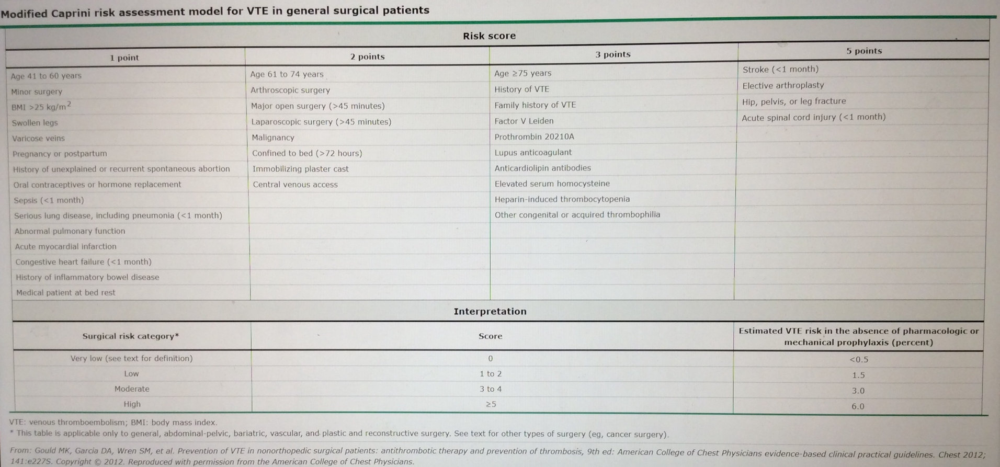 Modified Caprini risk assessment model for VTE in general surgical patients
Risk score
1 point
2 points
3 points
5 points
Age 41 to 60 years
Age 61 to 74 years
Age ≥75 years
Stroke (<1 month)
Minor surgery
Arthroscopic surgery
History of VTE
Elective arthroplasty
BMI >25 kg/m²
Major open surgery (>45 minutes)
Family history of VTE
Hip, pelvis, or leg fracture
Swollen legs
Laparoscopic surgery (>45 minutes)
Factor V Leiden
Acute spinal cord injury (<1 month)
Varicose veins
Malignancy
Prothrombin 20210A
Pregnancy or postpartum
Confined to bed (>72 hours)
Lupus anticoagulant
History of unexplained or recurrent spontaneous abortion
Immobilizing plaster cast
Anticardiolipin antibodies
Oral contraceptives or hormone replacement
Central venous access
Elevated serum homocysteine
Sepsis (<1 month)
Heparin-induced thrombocytopenia
Serious lung disease, including pneumonia (<1 month)
Other congenital or acquired thrombophilia
Abnormal pulmonary function
Acute myocardial infarction
Congestive heart failure (<1 month)
History of inflammatory bowel disease
Medical patient at bed rest
Interpretation
Surgical risk category*
Score
Estimated VTE risk in the absence of pharmacologic or
mechanical prophylaxis (percent)
Very low (see text for definition)
0
<0.5
Low
1 to 2
1.5
Moderate
3 to 4
3.0
High
≥5
6.0
VTE: venous thromboembolism; BMI: body mass index.
* This table is applicable only to general, abdominal-pelvic, bariatric, vascular, and plastic and reconstructive surgery. See text for other types of surgery (eg, cancer surgery).
From: Gould MK, Garcia DA, Wren SM, et al. Prevention of VTE in nonorthopedic surgical patients: antithrombotic therapy and prevention of thrombosis, 9th ed: American College of Chest Physicians evidence-based clinical practical guidelines. Chest 2012;
141:e227S. Copyright © 2012. Reproduced with permission from the American College of Chest Physicians.